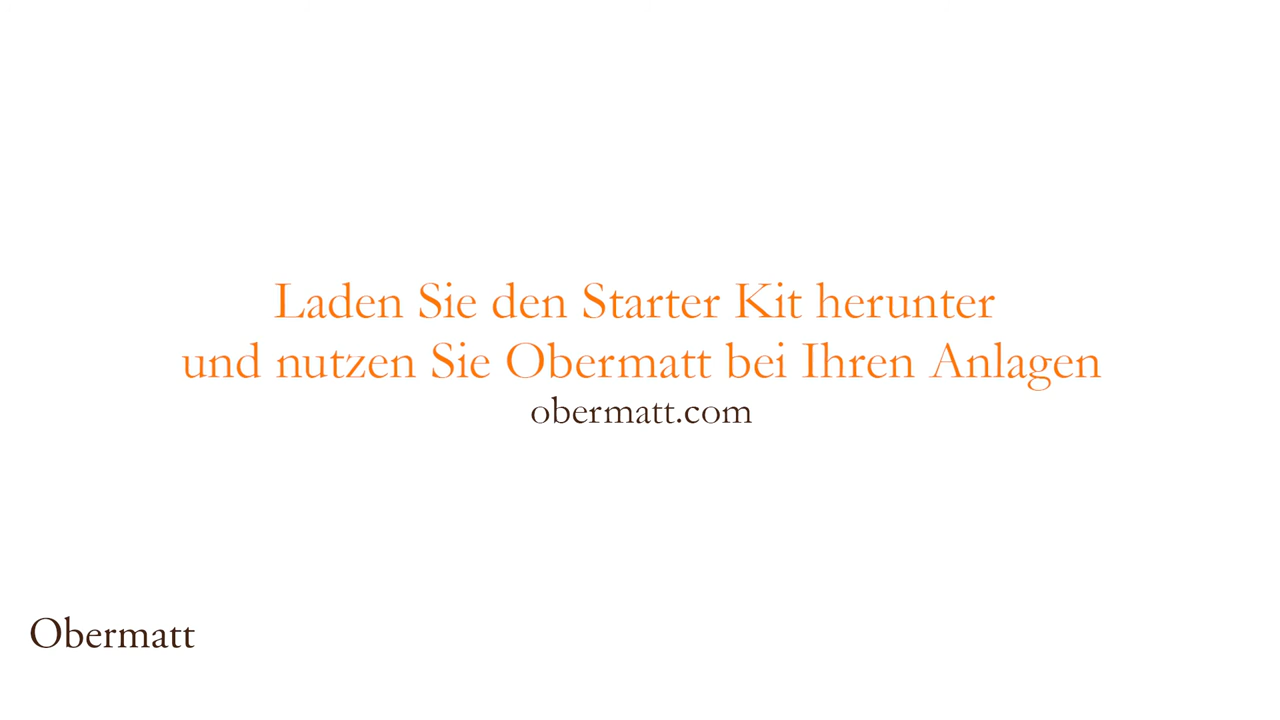 Laden Sie den Starter Kit herunter
und nutzen Sie Obermatt bei Ihren Anlagen
obermatt.com
Obermatt